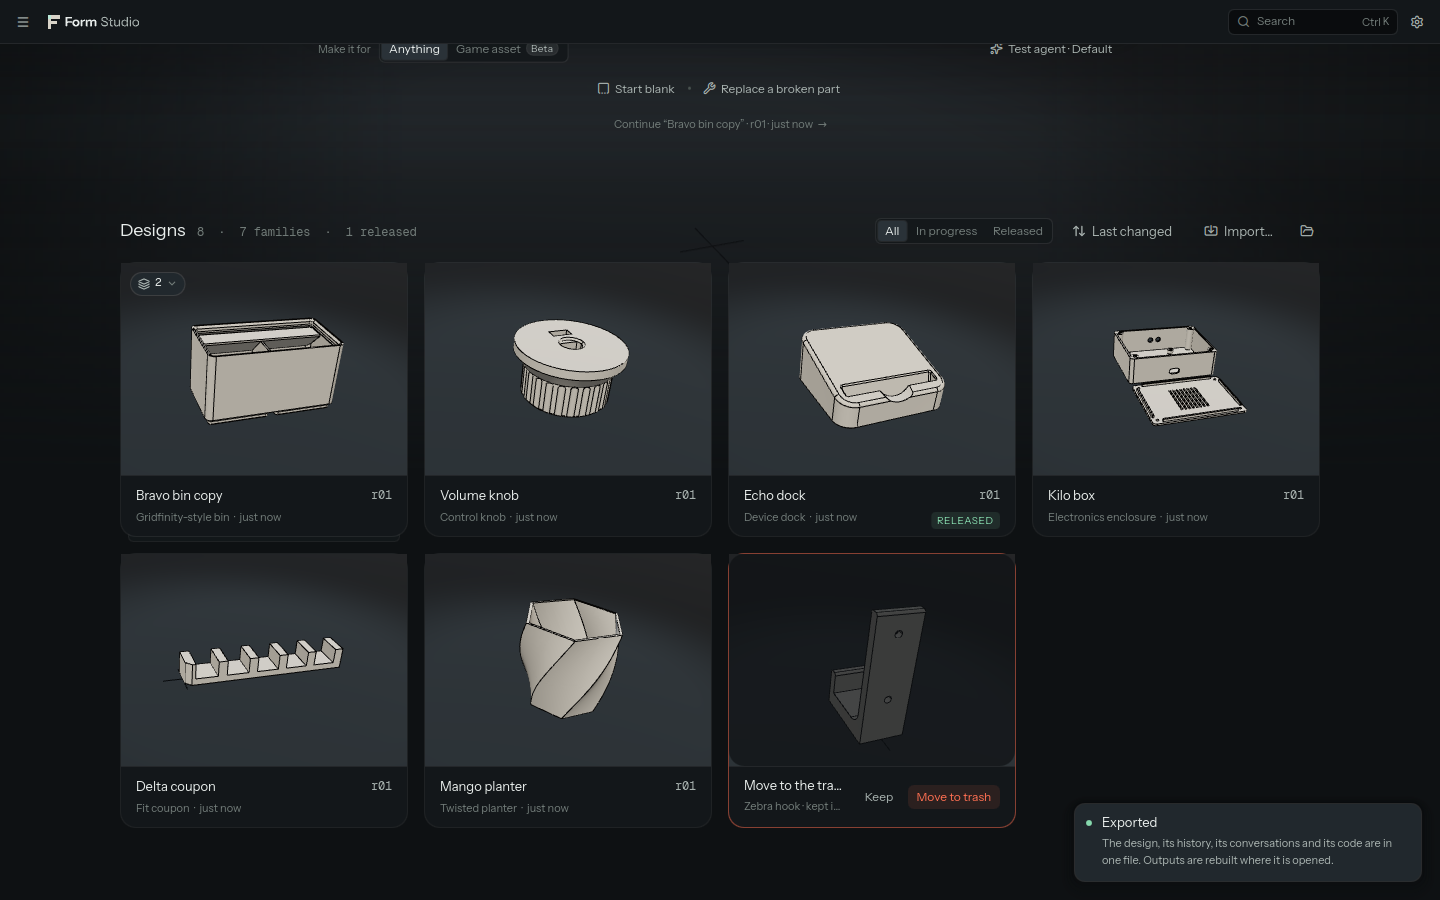 Form Studio
Search Ctrl K
Make it for Anything Game asset Beta
Test agent · Default
Start blank • Replace a broken part
Continue “Bravo bin copy” · r01 · just now →
Designs 8 · 7 families · 1 released
All In progress Released
Last changed
Import...
2
Bravo bin copy r01
Gridfinity-style bin · just now
Volume knob r01
Control knob · just now
Echo dock r01
Device dock · just now
RELEASED
Kilo box r01
Electronics enclosure · just now
Delta coupon r01
Fit coupon · just now
Mango planter r01
Twisted planter · just now
Move to the tra...
Zebra hook · kept i...
Keep Move to trash
Exported
The design, its history, its conversations and its code are in
one file. Outputs are rebuilt where it is opened.